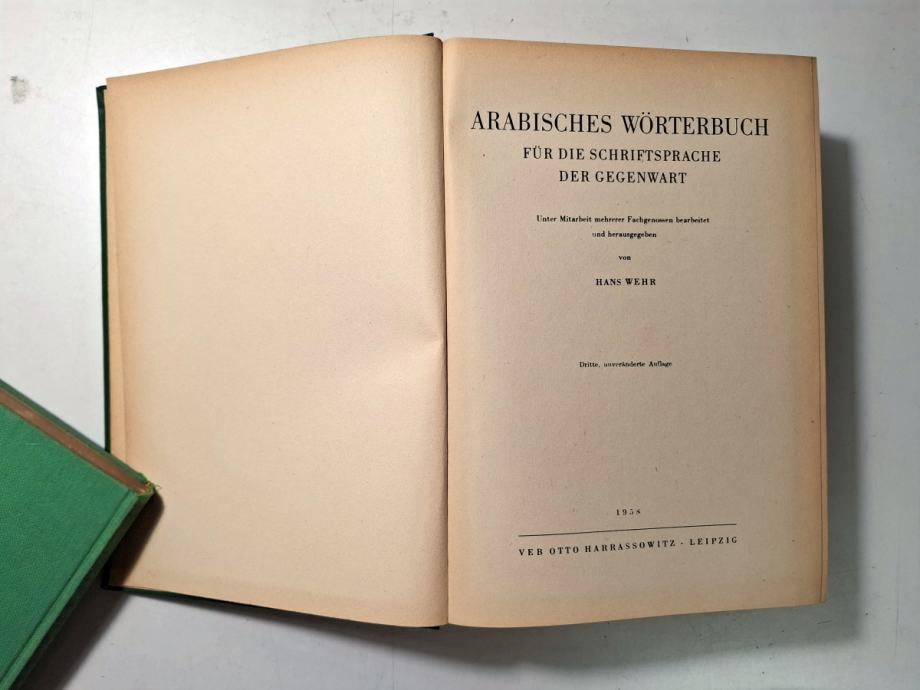 ARABISCHES WÖRTERBUCH
FÜR DIE SCHRIFTSPRACHE
DER GEGENWART
Unter Mitarbeit mehrerer Fachgenossen bearbeitet
und herausgegeben
von
HANS WEHR
Dritte, unveränderte Auflage
1958
VEB OTTO HARRASSOWITZ · LEIPZIG